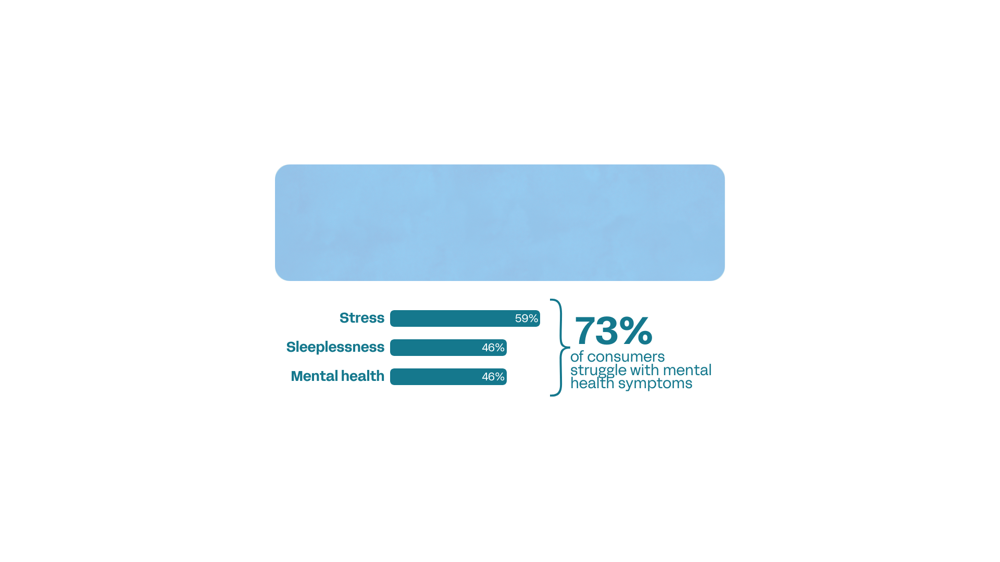 Stress 59%
Sleeplessness 46%
Mental health 46%
73%
of consumers
struggle with mental
health symptoms